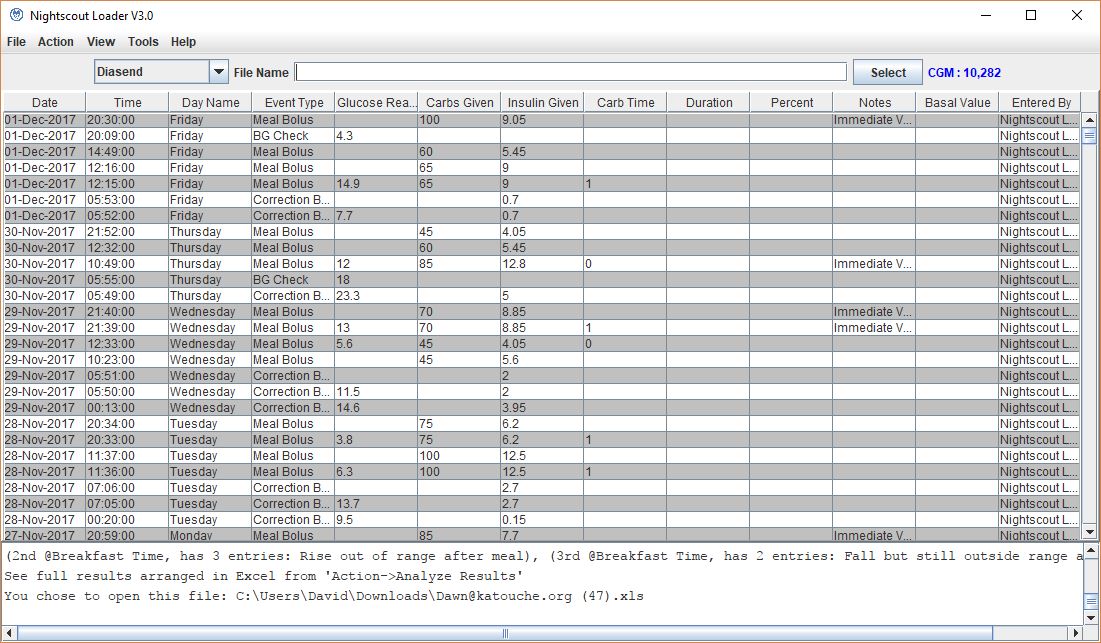 Nightscout Loader V3.0
File Action View Tools Help
Diasend File Name Select CGM : 10,282
Date Time Day Name Event Type Glucose Rea... Carbs Given Insulin Given Carb Time Duration Percent Notes Basal Value Entered By
01-Dec-2017 20:30:00 Friday Meal Bolus 100 9.05 Immediate V... Nightscout L...
01-Dec-2017 20:09:00 Friday BG Check 4.3 Nightscout L...
01-Dec-2017 14:49:00 Friday Meal Bolus 60 5.45 Nightscout L...
01-Dec-2017 12:16:00 Friday Meal Bolus 65 9 Nightscout L...
01-Dec-2017 12:15:00 Friday Meal Bolus 14.9 65 9 1 Nightscout L...
01-Dec-2017 05:53:00 Friday Correction B... 0.7 Nightscout L...
01-Dec-2017 05:52:00 Friday Correction B... 7.7 0.7 Nightscout L...
30-Nov-2017 21:52:00 Thursday Meal Bolus 45 4.05 Nightscout L...
30-Nov-2017 12:32:00 Thursday Meal Bolus 60 5.45 Nightscout L...
30-Nov-2017 10:49:00 Thursday Meal Bolus 12 85 12.8 0 Immediate V... Nightscout L...
30-Nov-2017 05:55:00 Thursday BG Check 18 Nightscout L...
30-Nov-2017 05:49:00 Thursday Correction B... 23.3 5 Nightscout L...
29-Nov-2017 21:40:00 Wednesday Meal Bolus 70 8.85 Immediate V... Nightscout L...
29-Nov-2017 21:39:00 Wednesday Meal Bolus 13 70 8.85 1 Immediate V... Nightscout L...
29-Nov-2017 12:33:00 Wednesday Meal Bolus 5.6 45 4.05 0 Nightscout L...
29-Nov-2017 10:23:00 Wednesday Meal Bolus 45 5.6 Nightscout L...
29-Nov-2017 05:51:00 Wednesday Correction B... 2 Nightscout L...
29-Nov-2017 05:50:00 Wednesday Correction B... 11.5 2 Nightscout L...
29-Nov-2017 00:13:00 Wednesday Correction B... 14.6 3.95 Nightscout L...
28-Nov-2017 20:34:00 Tuesday Meal Bolus 75 6.2 Nightscout L...
28-Nov-2017 20:33:00 Tuesday Meal Bolus 3.8 75 6.2 1 Nightscout L...
28-Nov-2017 11:37:00 Tuesday Meal Bolus 100 12.5 Nightscout L...
28-Nov-2017 11:36:00 Tuesday Meal Bolus 6.3 100 12.5 1 Nightscout L...
28-Nov-2017 07:06:00 Tuesday Correction B... 2.7 Nightscout L...
28-Nov-2017 07:05:00 Tuesday Correction B... 13.7 2.7 Nightscout L...
28-Nov-2017 00:20:00 Tuesday Correction B... 9.5 0.15 Nightscout L...
27-Nov-2017 20:59:00 Monday Meal Bolus 85 7.7 Immediate V... Nightscout L...
(2nd @Breakfast Time, has 3 entries: Rise out of range after meal), (3rd @Breakfast Time, has 2 entries: Fall but still outside range a
See full results arranged in Excel from 'Action->Analyze Results'
You chose to open this file: C:\Users\David\Downloads\Dawn@katouche.org (47).xls